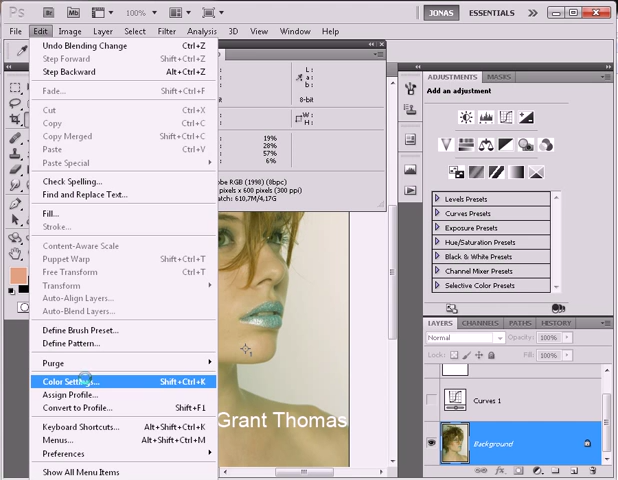 Ps Br Mb 100% JONAS ESSENTIALS
File Edit Image Layer Select Filter Analysis 3D View Window Help
Undo Blending Change Ctrl+Z
Step Forward Shift+Ctrl+Z
Step Backward Alt+Ctrl+Z
Fade... Shift+Ctrl+F
Cut Ctrl+X
Copy Ctrl+C
Copy Merged Shift+Ctrl+C
Paste Ctrl+V
Paste Special
Check Spelling...
Find and Replace Text...
Fill...
Stroke...
Content-Aware Scale
Puppet Warp
Free Transform Ctrl+T
Transform
Auto-Align Layers...
Auto-Blend Layers...
Define Brush Preset...
Define Pattern...
Purge
Color Settings... Shift+Ctrl+K
Assign Profile...
Convert to Profile... Shift+F1
Keyboard Shortcuts... Alt+Shift+Ctrl+K
Menus... Alt+Shift+Ctrl+M
Preferences
Show All Menu Items
L:
a:
b:
8-bit
W:
H:
19%
28%
57%
6%
obe RGB (1998) (8bpc)
pixels x 600 pixels (300 ppi)
atch: 610,7M/4,17G
Grant Thomas
ADJUSTMENTS MASKS
Add an adjustment
Levels Presets
Curves Presets
Exposure Presets
Hue/Saturation Presets
Black & White Presets
Channel Mixer Presets
Selective Color Presets
LAYERS CHANNELS PATHS HISTORY
Normal Opacity:
Lock: Fill: 100%
Curves 1
Background
fx